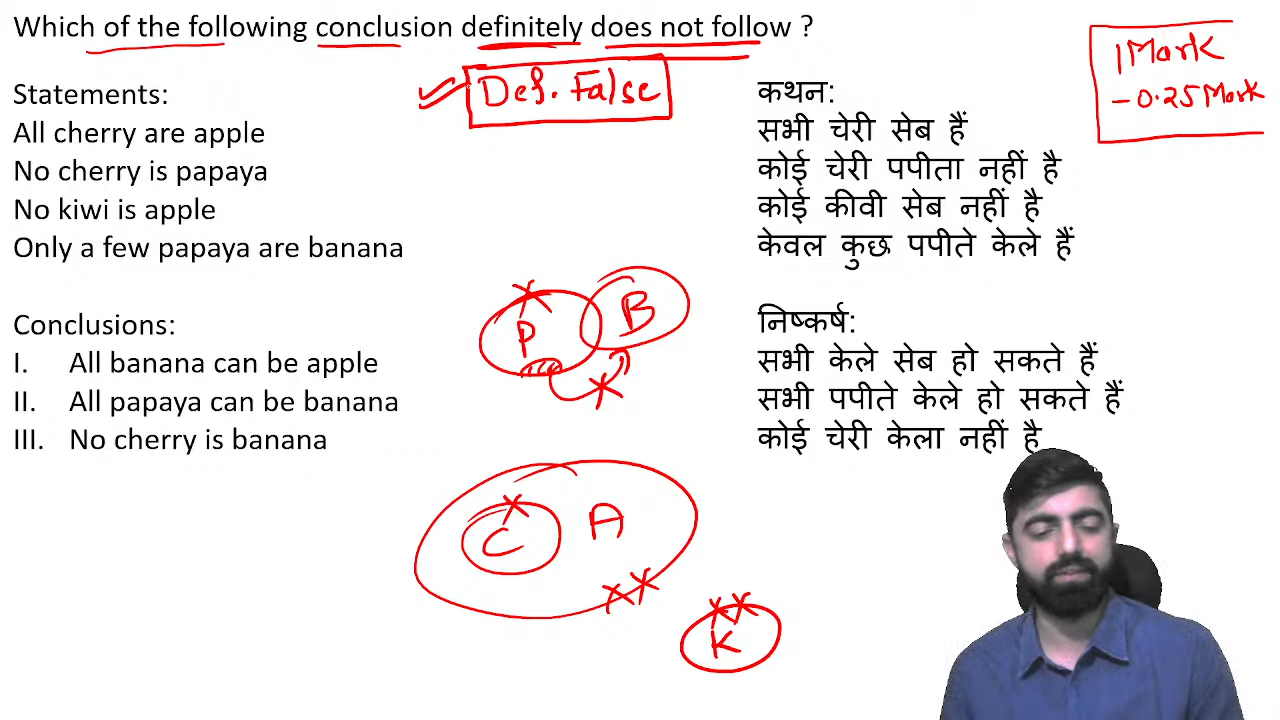 Which of the following conclusion definitely does not follow ?
1 Mark
- 0.25 Mark
Def. False
Statements:
All cherry are apple
No cherry is papaya
No kiwi is apple
Only a few papaya are banana
Conclusions:
I. All banana can be apple
II. All papaya can be banana
III. No cherry is banana
कथन:
सभी चेरी सेब हैं
कोई चेरी पपीता नहीं है
कोई कीवी सेब नहीं है
केवल कुछ पपीते केले हैं
निष्कर्ष:
सभी केले सेब हो सकते हैं
सभी पपीते केले हो सकते हैं
कोई चेरी केला नहीं है
P
B
C
A
K